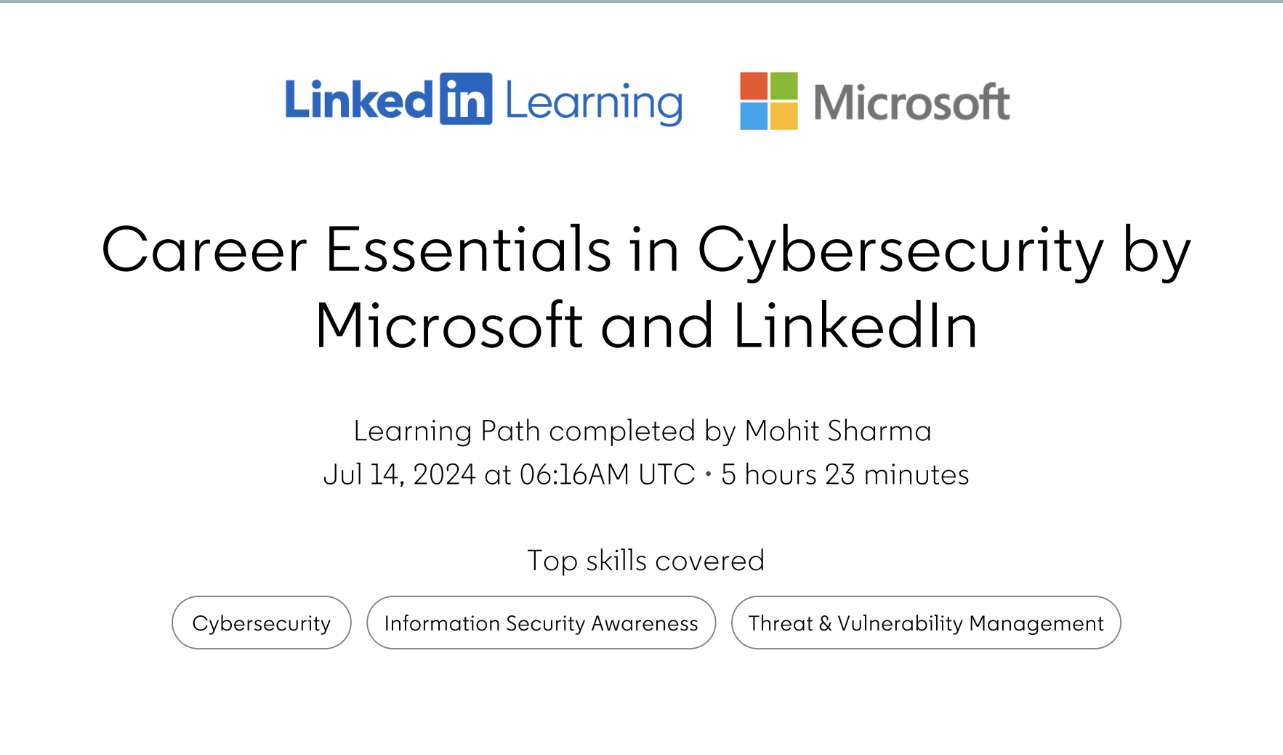 LinkedIn Learning Microsoft
Career Essentials in Cybersecurity by
Microsoft and LinkedIn
Learning Path completed by Mohit Sharma
Jul 14, 2024 at 06:16AM UTC • 5 hours 23 minutes
Top skills covered
Cybersecurity Information Security Awareness Threat & Vulnerability Management